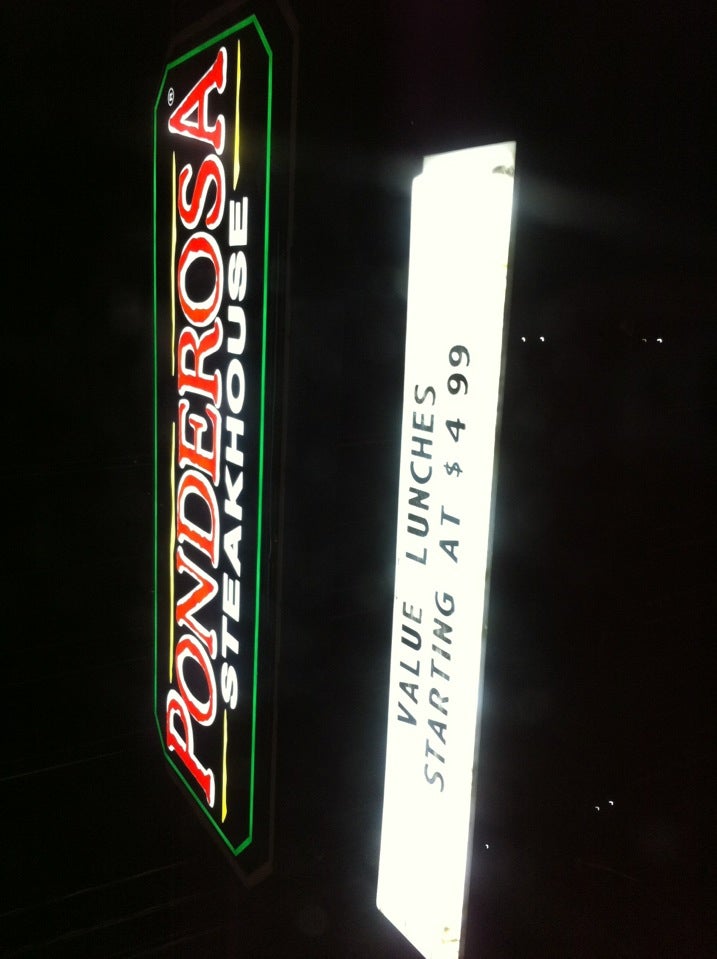 PONDEROSA®
STEAKHOUSE
VALUE LUNCHES
STARTING AT $ 4 99